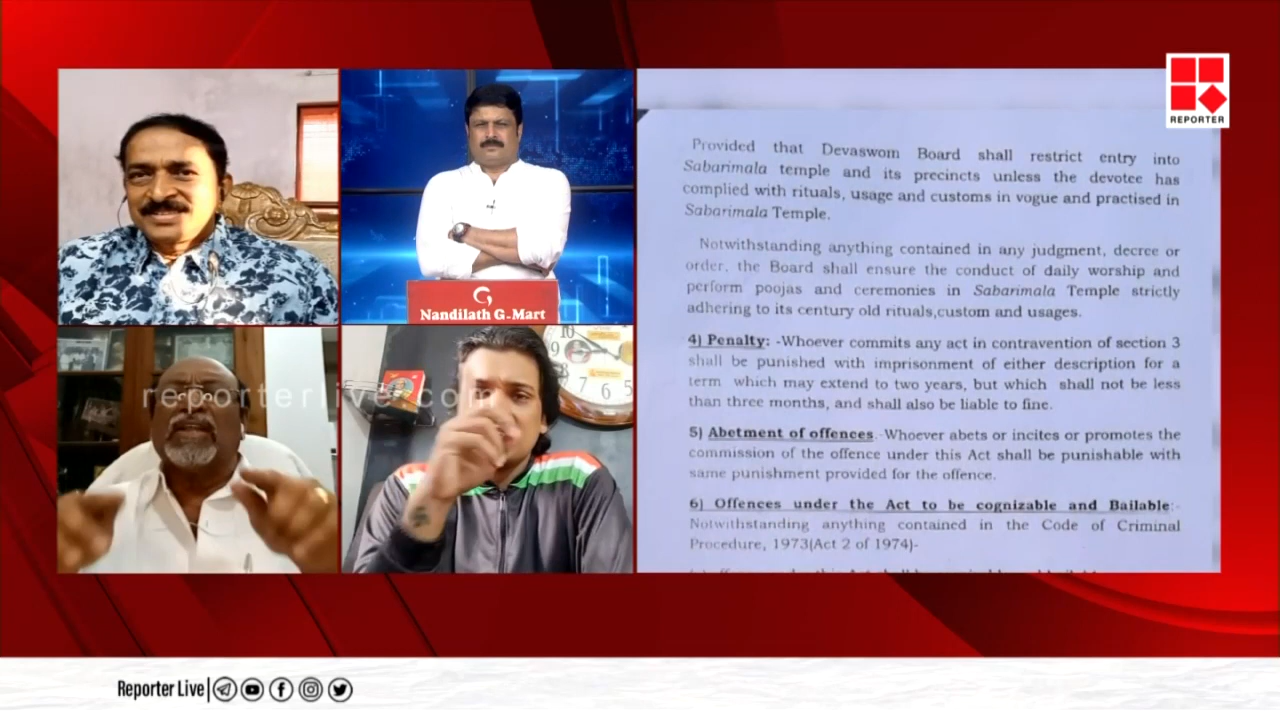 REPORTER
Provided that Devaswom Board shall restrict entry into
Sabarimala temple and its precincts unless the devotee has
complied with rituals, usage and customs in vogue and practised in
Sabarimala Temple.
Notwithstanding anything contained in any judgment, decree or
order, the Board shall ensure the conduct of daily worship and
perform poojas and ceremonies in Sabarimala Temple strictly
adhering to its century old rituals,custom and usages.
4) Penalty: -Whoever commits any act in contravention of section 3
shall be punished with imprisonment of either description for a
term which may extend to two years, but which shall not be less
than three months, and shall also be liable to fine.
5) Abetment of offences.-Whoever abets or incites or promotes the
commission of the offence under this Act shall be punishable with
same punishment provided for the offence.
6) Offences under the Act to be cognizable and Bailable:-
Notwithstanding anything contained in the Code of Criminal
Procedure, 1973(Act 2 of 1974)-
Nandilath G-Mart
reporterlive.com
10
9
8
7
6
5
3
Reporter Live